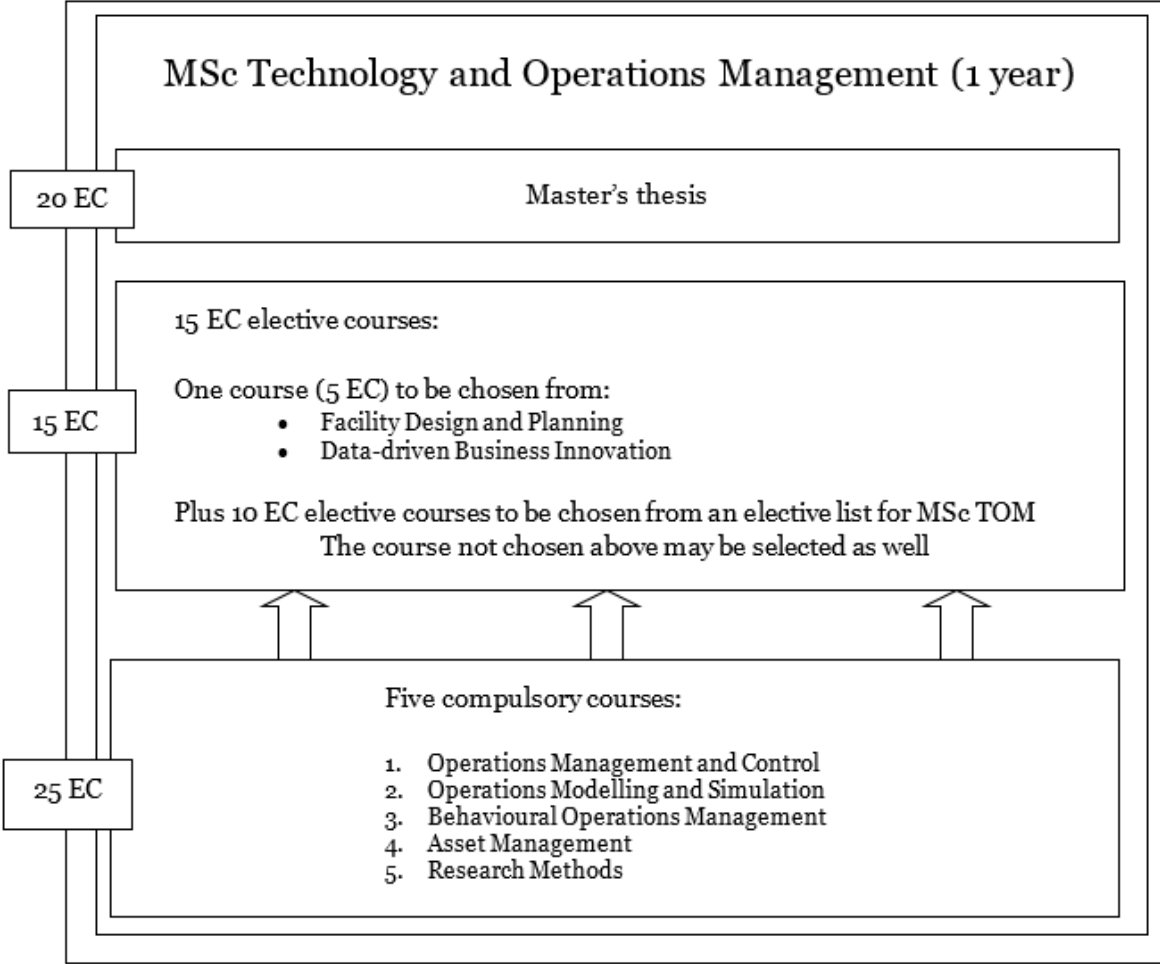 MSc Technology and Operations Management (1 year)
20 EC
Master’s thesis
15 EC elective courses:
One course (5 EC) to be chosen from:
• Facility Design and Planning
• Data-driven Business Innovation
15 EC
Plus 10 EC elective courses to be chosen from an elective list for MSc TOM
The course not chosen above may be selected as well
Five compulsory courses:
1. Operations Management and Control
2. Operations Modelling and Simulation
3. Behavioural Operations Management
4. Asset Management
5. Research Methods
25 EC